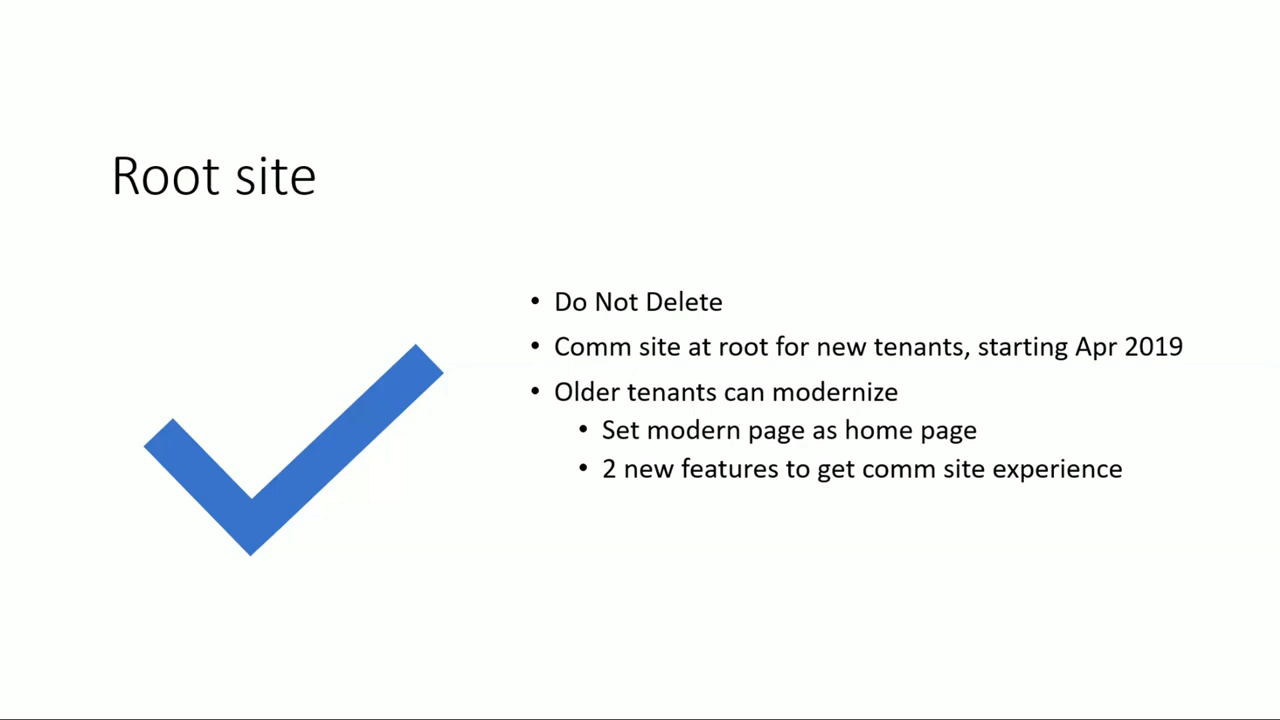 Root site
• Do Not Delete
• Comm site at root for new tenants, starting Apr 2019
• Older tenants can modernize
• Set modern page as home page
• 2 new features to get comm site experience